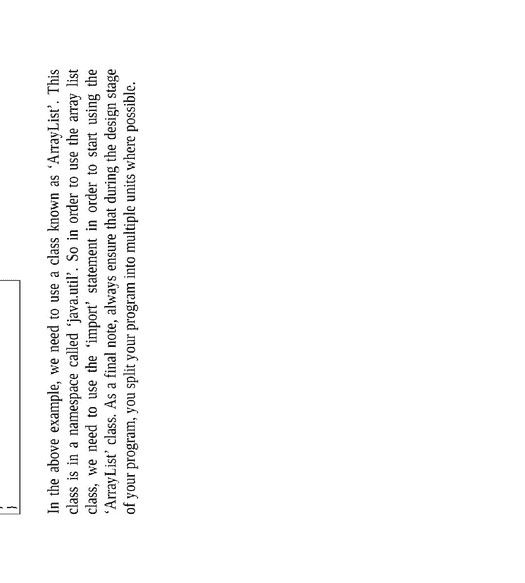 }
}
In the above example, we need to use a class known as ‘ArrayList’. This
class is in a namespace called ‘java.util’. So in order to use the array list
class, we need to use the ‘import’ statement in order to start using the
‘ArrayList’ class. As a final note, always ensure that during the design stage
of your program, you split your program into multiple units where possible.